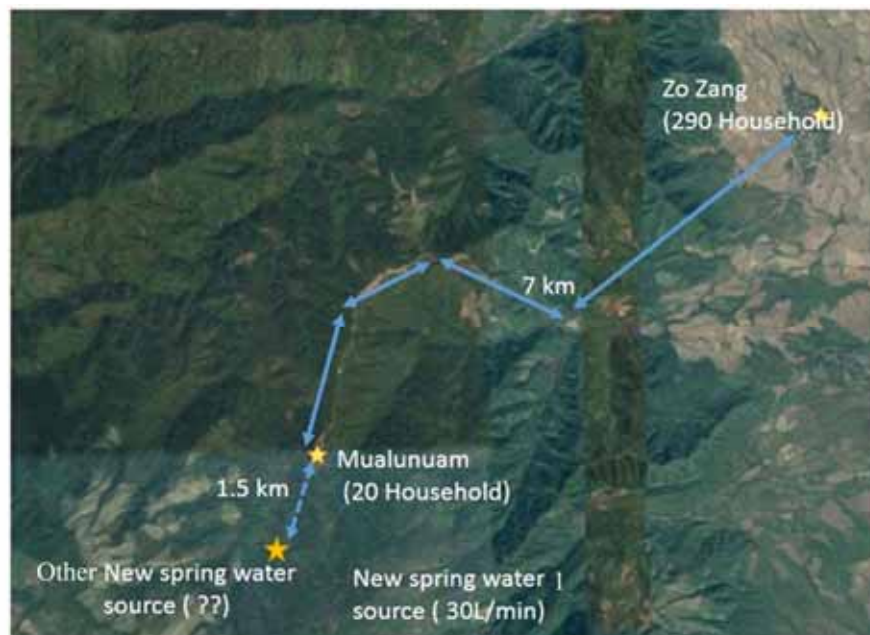 Zo Zang
(290 Household)
7 km
Mualunuam
(20 Household)
1.5 km
Other New spring water
source ( ??)
New spring water 1
source ( 30L/min)